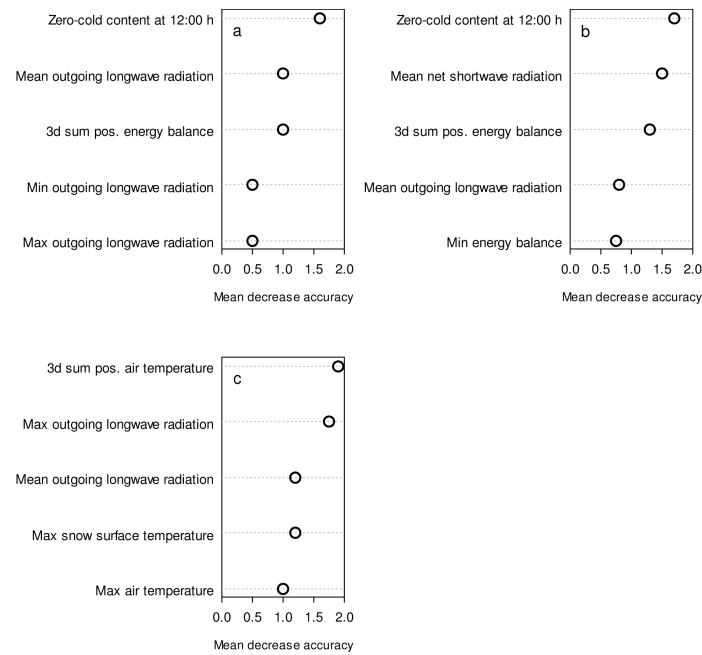 a
Zero-cold content at 12:00 h
Mean outgoing longwave radiation
3d sum pos. energy balance
Min outgoing longwave radiation
Max outgoing longwave radiation
0.0 0.5 1.0 1.5 2.0
Mean decrease accuracy
b
Zero-cold content at 12:00 h
Mean net shortwave radiation
3d sum pos. energy balance
Mean outgoing longwave radiation
Min energy balance
0.0 0.5 1.0 1.5 2.0
Mean decrease accuracy
c
3d sum pos. air temperature
Max outgoing longwave radiation
Mean outgoing longwave radiation
Max snow surface temperature
Max air temperature
0.0 0.5 1.0 1.5 2.0
Mean decrease accuracy